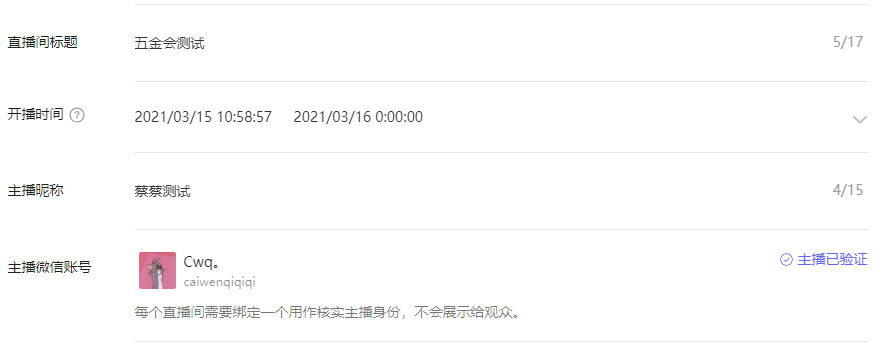 直播间标题 五金会测试 5/17
开播时间 ? 2021/03/15 10:58:57 2021/03/16 0:00:00
主播昵称 蔡蔡测试 4/15
主播微信账号 Cwq。 主播已验证
caiwenqiqiqi
每个直播间需要绑定一个用作核实主播身份，不会展示给观众。